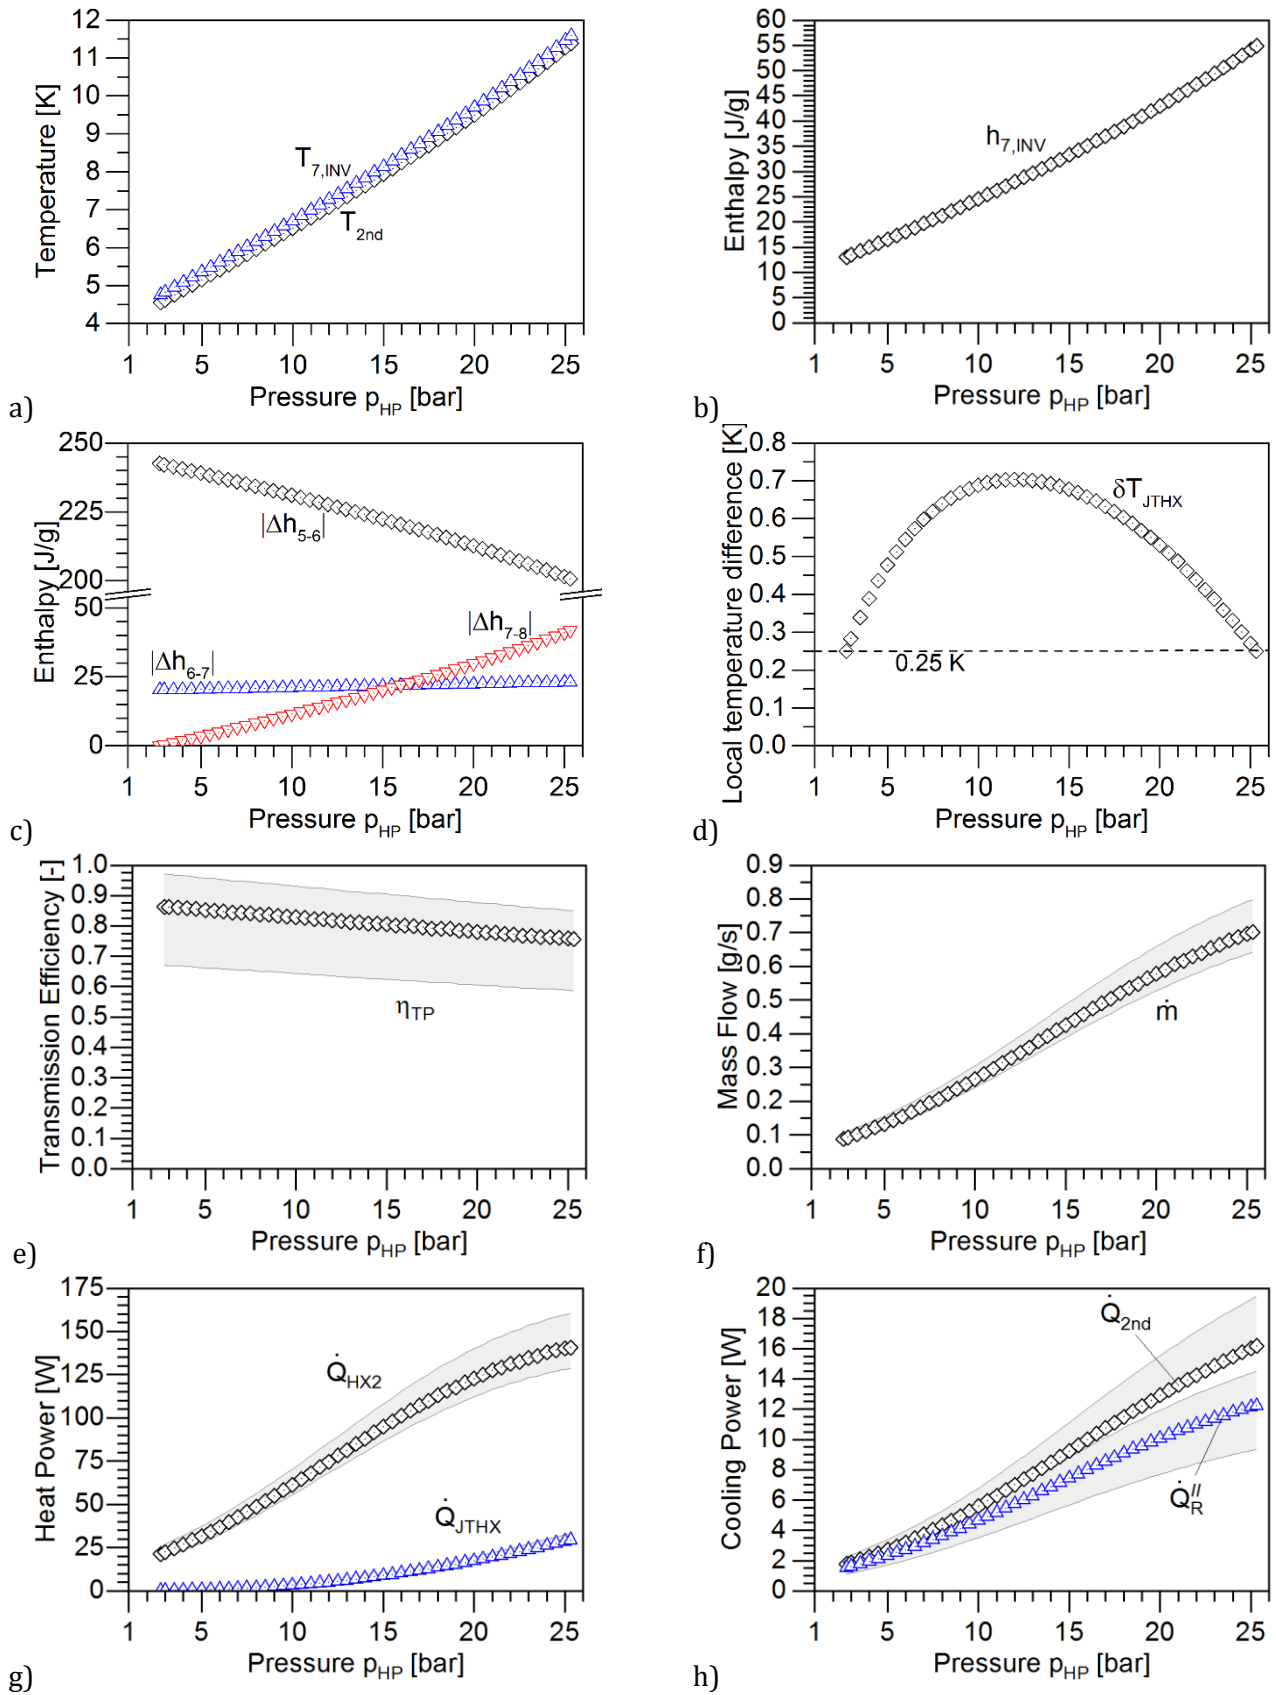 12
11
10
9
8
7
6
5
4
Temperature [K]
T7,INV
T2nd
1 5 10 15 20 25
Pressure pHP [bar]
a)
60
55
50
45
40
35
30
25
20
15
10
5
0
Enthalpy [J/g]
h7,INV
1 5 10 15 20 25
Pressure pHP [bar]
b)
250
225
200
50
25
0
Enthalpy [J/g]
|Δh5-6|
|Δh7-8|
|Δh6-7|
1 5 10 15 20 25
Pressure pHP [bar]
c)
0.8
0.7
0.6
0.5
0.4
0.3
0.2
0.1
0.0
Local temperature difference [K]
δTJTHX
0.25 K
1 5 10 15 20 25
Pressure pHP [bar]
d)
1.0
0.9
0.8
0.7
0.6
0.5
0.4
0.3
0.2
0.1
0.0
Transmission Efficiency [-]
ηTP
1 5 10 15 20 25
Pressure pHP [bar]
e)
0.9
0.8
0.7
0.6
0.5
0.4
0.3
0.2
0.1
0.0
Mass Flow [g/s]
ṁ
1 5 10 15 20 25
Pressure pHP [bar]
f)
175
150
125
100
75
50
25
0
Heat Power [W]
Q̇HX2
Q̇JTHX
1 5 10 15 20 25
Pressure pHP [bar]
g)
20
18
16
14
12
10
8
6
4
2
0
Cooling Power [W]
Q̇2nd
Q̇R//
1 5 10 15 20 25
Pressure pHP [bar]
h)